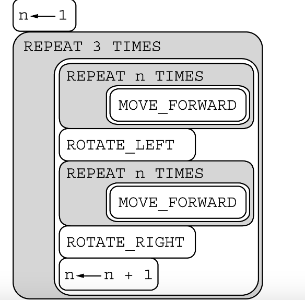 n ← 1
REPEAT 3 TIMES
REPEAT n TIMES
MOVE_FORWARD
ROTATE_LEFT
REPEAT n TIMES
MOVE_FORWARD
ROTATE_RIGHT
n ← n + 1